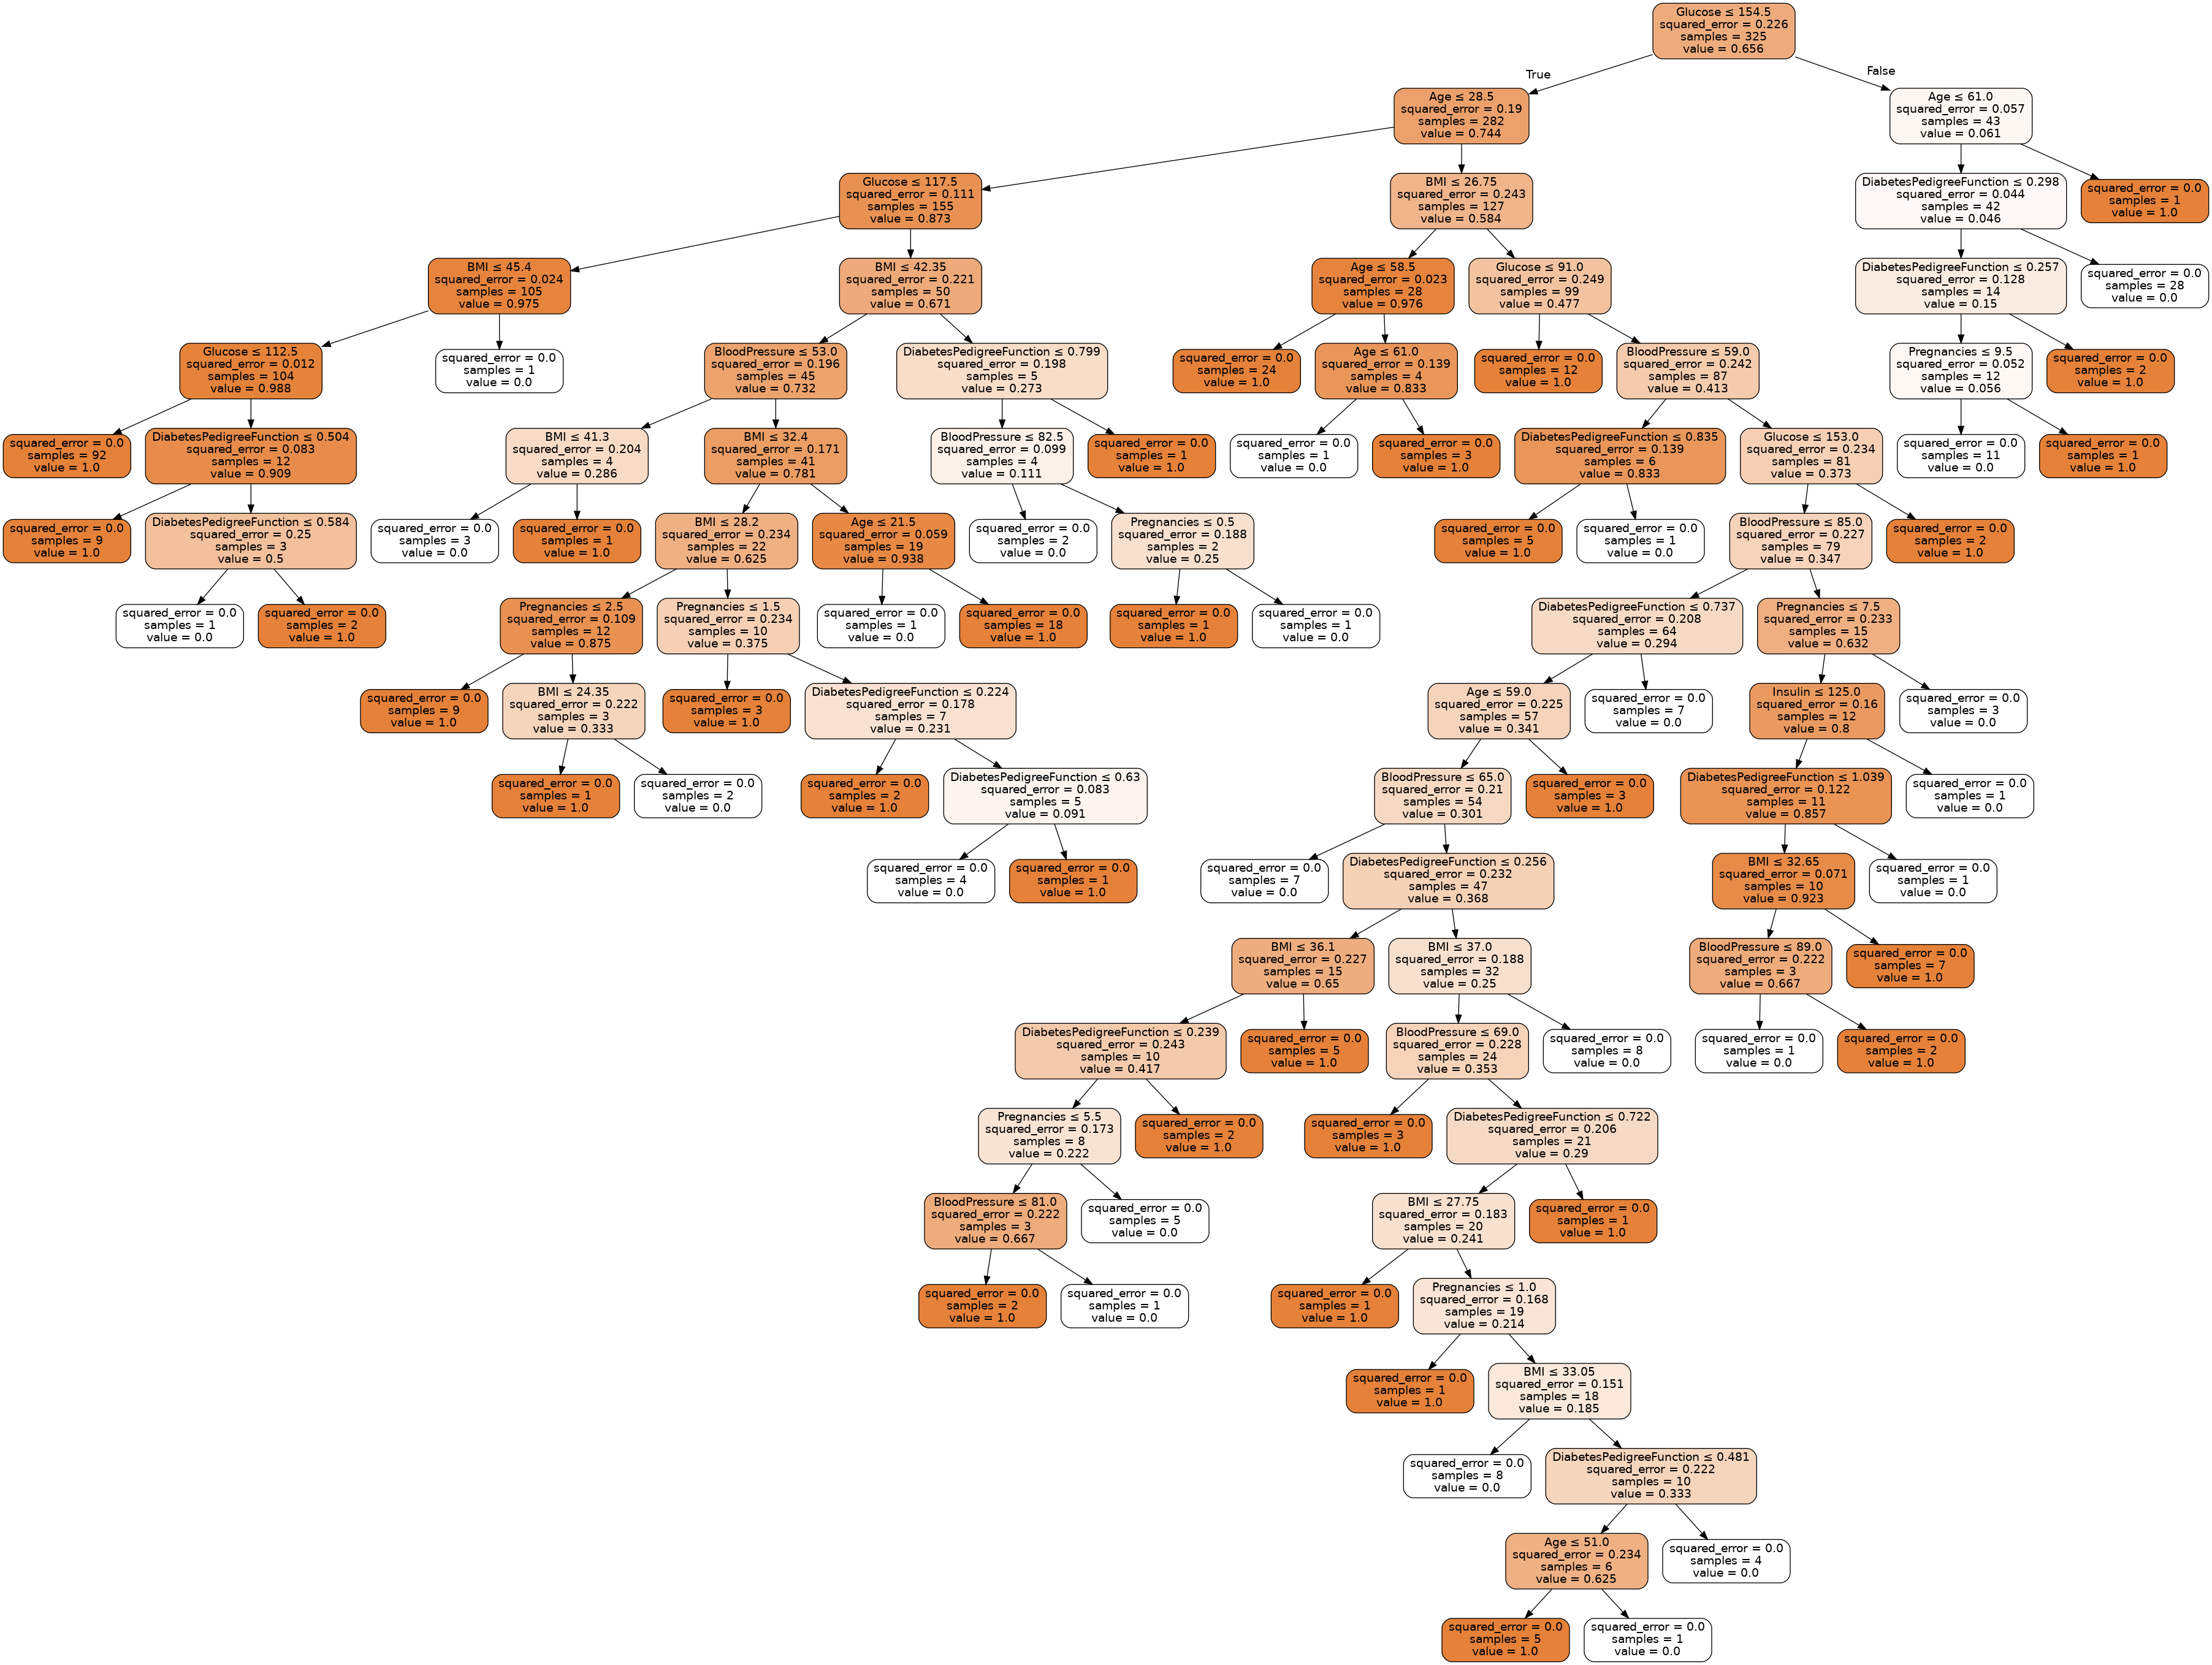 Glucose ≤ 154.5
squared_error = 0.226
samples = 325
value = 0.656
True
False
Age ≤ 28.5
squared_error = 0.19
samples = 282
value = 0.744
Age ≤ 61.0
squared_error = 0.057
samples = 43
value = 0.061
Glucose ≤ 117.5
squared_error = 0.111
samples = 155
value = 0.873
BMI ≤ 26.75
squared_error = 0.243
samples = 127
value = 0.584
DiabetesPedigreeFunction ≤ 0.298
squared_error = 0.044
samples = 42
value = 0.046
squared_error = 0.0
samples = 1
value = 1.0
BMI ≤ 45.4
squared_error = 0.024
samples = 105
value = 0.975
BMI ≤ 42.35
squared_error = 0.221
samples = 50
value = 0.671
Age ≤ 58.5
squared_error = 0.023
samples = 28
value = 0.976
Glucose ≤ 91.0
squared_error = 0.249
samples = 99
value = 0.477
DiabetesPedigreeFunction ≤ 0.257
squared_error = 0.128
samples = 14
value = 0.15
squared_error = 0.0
samples = 28
value = 0.0
Glucose ≤ 112.5
squared_error = 0.012
samples = 104
value = 0.988
squared_error = 0.0
samples = 1
value = 0.0
BloodPressure ≤ 53.0
squared_error = 0.196
samples = 45
value = 0.732
DiabetesPedigreeFunction ≤ 0.799
squared_error = 0.198
samples = 5
value = 0.273
squared_error = 0.0
samples = 24
value = 1.0
Age ≤ 61.0
squared_error = 0.139
samples = 4
value = 0.833
squared_error = 0.0
samples = 12
value = 1.0
BloodPressure ≤ 59.0
squared_error = 0.242
samples = 87
value = 0.413
Pregnancies ≤ 9.5
squared_error = 0.052
samples = 12
value = 0.056
squared_error = 0.0
samples = 2
value = 1.0
squared_error = 0.0
samples = 92
value = 1.0
DiabetesPedigreeFunction ≤ 0.504
squared_error = 0.083
samples = 12
value = 0.909
BMI ≤ 41.3
squared_error = 0.204
samples = 4
value = 0.286
BMI ≤ 32.4
squared_error = 0.171
samples = 41
value = 0.781
BloodPressure ≤ 82.5
squared_error = 0.099
samples = 4
value = 0.111
squared_error = 0.0
samples = 1
value = 1.0
squared_error = 0.0
samples = 1
value = 0.0
squared_error = 0.0
samples = 3
value = 1.0
DiabetesPedigreeFunction ≤ 0.835
squared_error = 0.139
samples = 6
value = 0.833
Glucose ≤ 153.0
squared_error = 0.234
samples = 81
value = 0.373
squared_error = 0.0
samples = 11
value = 0.0
squared_error = 0.0
samples = 1
value = 1.0
squared_error = 0.0
samples = 9
value = 1.0
DiabetesPedigreeFunction ≤ 0.584
squared_error = 0.25
samples = 3
value = 0.5
squared_error = 0.0
samples = 3
value = 0.0
squared_error = 0.0
samples = 1
value = 1.0
BMI ≤ 28.2
squared_error = 0.234
samples = 22
value = 0.625
Age ≤ 21.5
squared_error = 0.059
samples = 19
value = 0.938
squared_error = 0.0
samples = 2
value = 0.0
Pregnancies ≤ 0.5
squared_error = 0.188
samples = 2
value = 0.25
squared_error = 0.0
samples = 5
value = 1.0
squared_error = 0.0
samples = 1
value = 0.0
BloodPressure ≤ 85.0
squared_error = 0.227
samples = 79
value = 0.347
squared_error = 0.0
samples = 2
value = 1.0
squared_error = 0.0
samples = 1
value = 0.0
squared_error = 0.0
samples = 2
value = 1.0
Pregnancies ≤ 2.5
squared_error = 0.109
samples = 12
value = 0.875
Pregnancies ≤ 1.5
squared_error = 0.234
samples = 10
value = 0.375
squared_error = 0.0
samples = 1
value = 0.0
squared_error = 0.0
samples = 18
value = 1.0
squared_error = 0.0
samples = 1
value = 1.0
squared_error = 0.0
samples = 1
value = 0.0
DiabetesPedigreeFunction ≤ 0.737
squared_error = 0.208
samples = 64
value = 0.294
Pregnancies ≤ 7.5
squared_error = 0.233
samples = 15
value = 0.632
squared_error = 0.0
samples = 9
value = 1.0
BMI ≤ 24.35
squared_error = 0.222
samples = 3
value = 0.333
squared_error = 0.0
samples = 3
value = 1.0
DiabetesPedigreeFunction ≤ 0.224
squared_error = 0.178
samples = 7
value = 0.231
Age ≤ 59.0
squared_error = 0.225
samples = 57
value = 0.341
squared_error = 0.0
samples = 7
value = 0.0
Insulin ≤ 125.0
squared_error = 0.16
samples = 12
value = 0.8
squared_error = 0.0
samples = 3
value = 0.0
squared_error = 0.0
samples = 1
value = 1.0
squared_error = 0.0
samples = 2
value = 0.0
squared_error = 0.0
samples = 2
value = 1.0
DiabetesPedigreeFunction ≤ 0.63
squared_error = 0.083
samples = 5
value = 0.091
BloodPressure ≤ 65.0
squared_error = 0.21
samples = 54
value = 0.301
squared_error = 0.0
samples = 3
value = 1.0
DiabetesPedigreeFunction ≤ 1.039
squared_error = 0.122
samples = 11
value = 0.857
squared_error = 0.0
samples = 1
value = 0.0
squared_error = 0.0
samples = 4
value = 0.0
squared_error = 0.0
samples = 1
value = 1.0
squared_error = 0.0
samples = 7
value = 0.0
DiabetesPedigreeFunction ≤ 0.256
squared_error = 0.232
samples = 47
value = 0.368
BMI ≤ 32.65
squared_error = 0.071
samples = 10
value = 0.923
squared_error = 0.0
samples = 1
value = 0.0
BMI ≤ 36.1
squared_error = 0.227
samples = 15
value = 0.65
BMI ≤ 37.0
squared_error = 0.188
samples = 32
value = 0.25
BloodPressure ≤ 89.0
squared_error = 0.222
samples = 3
value = 0.667
squared_error = 0.0
samples = 7
value = 1.0
DiabetesPedigreeFunction ≤ 0.239
squared_error = 0.243
samples = 10
value = 0.417
squared_error = 0.0
samples = 5
value = 1.0
BloodPressure ≤ 69.0
squared_error = 0.228
samples = 24
value = 0.353
squared_error = 0.0
samples = 8
value = 0.0
squared_error = 0.0
samples = 1
value = 0.0
squared_error = 0.0
samples = 2
value = 1.0
Pregnancies ≤ 5.5
squared_error = 0.173
samples = 8
value = 0.222
squared_error = 0.0
samples = 2
value = 1.0
squared_error = 0.0
samples = 3
value = 1.0
DiabetesPedigreeFunction ≤ 0.722
squared_error = 0.206
samples = 21
value = 0.29
BloodPressure ≤ 81.0
squared_error = 0.222
samples = 3
value = 0.667
squared_error = 0.0
samples = 5
value = 0.0
BMI ≤ 27.75
squared_error = 0.183
samples = 20
value = 0.241
squared_error = 0.0
samples = 1
value = 1.0
squared_error = 0.0
samples = 2
value = 1.0
squared_error = 0.0
samples = 1
value = 0.0
squared_error = 0.0
samples = 1
value = 1.0
Pregnancies ≤ 1.0
squared_error = 0.168
samples = 19
value = 0.214
squared_error = 0.0
samples = 1
value = 1.0
BMI ≤ 33.05
squared_error = 0.151
samples = 18
value = 0.185
squared_error = 0.0
samples = 8
value = 0.0
DiabetesPedigreeFunction ≤ 0.481
squared_error = 0.222
samples = 10
value = 0.333
Age ≤ 51.0
squared_error = 0.234
samples = 6
value = 0.625
squared_error = 0.0
samples = 4
value = 0.0
squared_error = 0.0
samples = 5
value = 1.0
squared_error = 0.0
samples = 1
value = 0.0